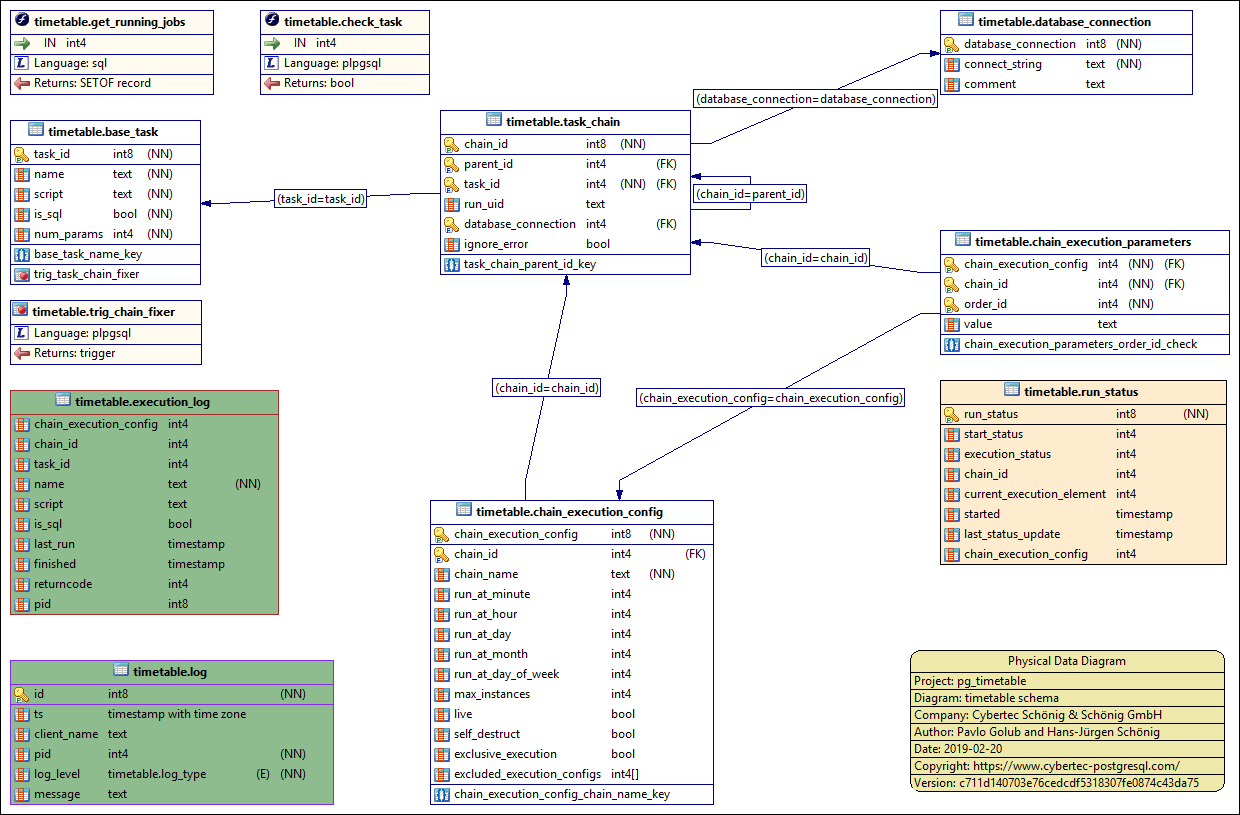 timetable.get_running_jobs
IN int4
Language: sql
Returns: SETOF record
timetable.check_task
IN int4
Language: plpgsql
Returns: bool
timetable.database_connection
database_connection int8 (NN)
connect_string text (NN)
comment text
(database_connection=database_connection)
timetable.base_task
task_id int8 (NN)
name text (NN)
script text (NN)
is_sql bool (NN)
num_params int4 (NN)
base_task_name_key
trig_task_chain_fixer
(task_id=task_id)
timetable.task_chain
chain_id int8 (NN)
parent_id int4 (FK)
task_id int4 (NN) (FK)
run_uid text
database_connection int4 (FK)
ignore_error bool
task_chain_parent_id_key
(chain_id=parent_id)
(chain_id=chain_id)
timetable.chain_execution_parameters
chain_execution_config int4 (NN) (FK)
chain_id int4 (NN) (FK)
order_id int4 (NN)
value text
chain_execution_parameters_order_id_check
timetable.trig_chain_fixer
Language: plpgsql
Returns: trigger
(chain_id=chain_id)
(chain_execution_config=chain_execution_config)
timetable.execution_log
chain_execution_config int4
chain_id int4
task_id int4
name text (NN)
script text
is_sql bool
last_run timestamp
finished timestamp
returncode int4
pid int8
timetable.run_status
run_status int8 (NN)
start_status int4
execution_status int4
chain_id int4
current_execution_element int4
started timestamp
last_status_update timestamp
chain_execution_config int4
timetable.chain_execution_config
chain_execution_config int8 (NN)
chain_id int4 (FK)
chain_name text (NN)
run_at_minute int4
run_at_hour int4
run_at_day int4
run_at_month int4
run_at_day_of_week int4
max_instances int4
live bool
self_destruct bool
exclusive_execution bool
excluded_execution_configs int4[]
chain_execution_config_chain_name_key
timetable.log
id int8 (NN)
ts timestamp with time zone
client_name text
pid int4 (NN)
log_level timetable.log_type (E) (NN)
message text
Physical Data Diagram
Project: pg_timetable
Diagram: timetable schema
Company: Cybertec Schönig & Schönig GmbH
Author: Pavlo Golub and Hans-Jürgen Schönig
Date: 2019-02-20
Copyright: https://www.cybertec-postgresql.com/
Version: c711d140703e76cedcdf5318307fe0874c43da75